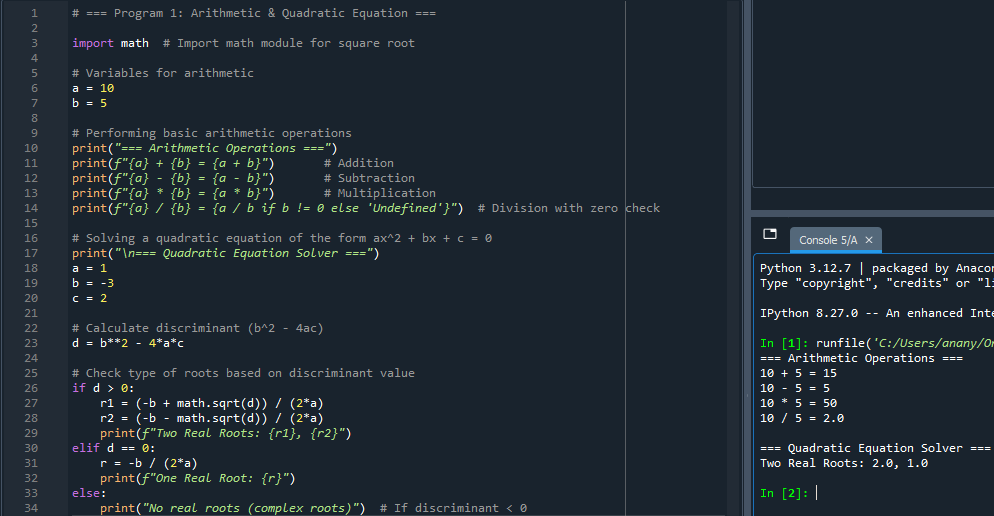 1 # === Program 1: Arithmetic & Quadratic Equation ===
2
3 import math  # Import math module for square root
4
5 # Variables for arithmetic
6 a = 10
7 b = 5
8
9 # Performing basic arithmetic operations
10 print("=== Arithmetic Operations ===")
11 print(f"{a} + {b} = {a + b}")       # Addition
12 print(f"{a} - {b} = {a - b}")       # Subtraction
13 print(f"{a} * {b} = {a * b}")       # Multiplication
14 print(f"{a} / {b} = {a / b if b != 0 else 'Undefined'}")  # Division with zero check
15
16 # Solving a quadratic equation of the form ax^2 + bx + c = 0
17 print("\n=== Quadratic Equation Solver ===")
18 a = 1
19 b = -3
20 c = 2
21
22 # Calculate discriminant (b^2 - 4ac)
23 d = b**2 - 4*a*c
24
25 # Check type of roots based on discriminant value
26 if d > 0:
27     r1 = (-b + math.sqrt(d)) / (2*a)
28     r2 = (-b - math.sqrt(d)) / (2*a)
29     print(f"Two Real Roots: {r1}, {r2}")
30 elif d == 0:
31     r = -b / (2*a)
32     print(f"One Real Root: {r}")
33 else:
34     print("No real roots (complex roots)")  # If discriminant < 0
Console 5/A ×
Python 3.12.7 | packaged by Anacon
Type "copyright", "credits" or "li
IPython 8.27.0 -- An enhanced Inte
In [1]: runfile('C:/Users/anany/On
=== Arithmetic Operations ===
10 + 5 = 15
10 - 5 = 5
10 * 5 = 50
10 / 5 = 2.0
=== Quadratic Equation Solver ===
Two Real Roots: 2.0, 1.0
In [2]: